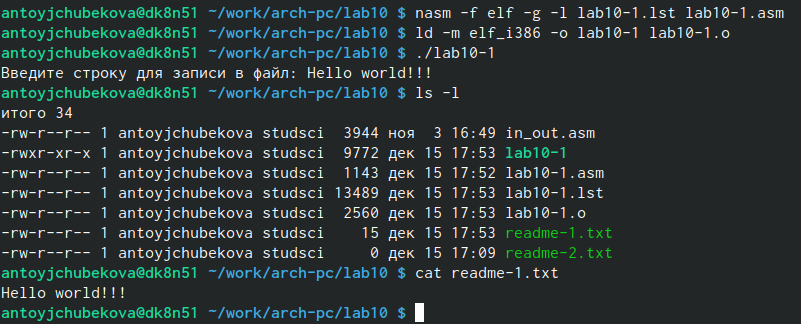 antoyjchubekova@dk8n51 ~/work/arch-pc/lab10 $ nasm -f elf -g -l lab10-1.lst lab10-1.asm
antoyjchubekova@dk8n51 ~/work/arch-pc/lab10 $ ld -m elf_i386 -o lab10-1 lab10-1.o
antoyjchubekova@dk8n51 ~/work/arch-pc/lab10 $ ./lab10-1
Введите строку для записи в файл: Hello world!!!
antoyjchubekova@dk8n51 ~/work/arch-pc/lab10 $ ls -l
итого 34
-rw-r--r-- 1 antoyjchubekova studsci  3944 ноя  3 16:49 in_out.asm
-rwxr-xr-x 1 antoyjchubekova studsci  9772 дек 15 17:53 lab10-1
-rw-r--r-- 1 antoyjchubekova studsci  1143 дек 15 17:52 lab10-1.asm
-rw-r--r-- 1 antoyjchubekova studsci 13489 дек 15 17:53 lab10-1.lst
-rw-r--r-- 1 antoyjchubekova studsci  2560 дек 15 17:53 lab10-1.o
-rw-r--r-- 1 antoyjchubekova studsci    15 дек 15 17:53 readme-1.txt
-rw-r--r-- 1 antoyjchubekova studsci     0 дек 15 17:09 readme-2.txt
antoyjchubekova@dk8n51 ~/work/arch-pc/lab10 $ cat readme-1.txt
Hello world!!!
antoyjchubekova@dk8n51 ~/work/arch-pc/lab10 $